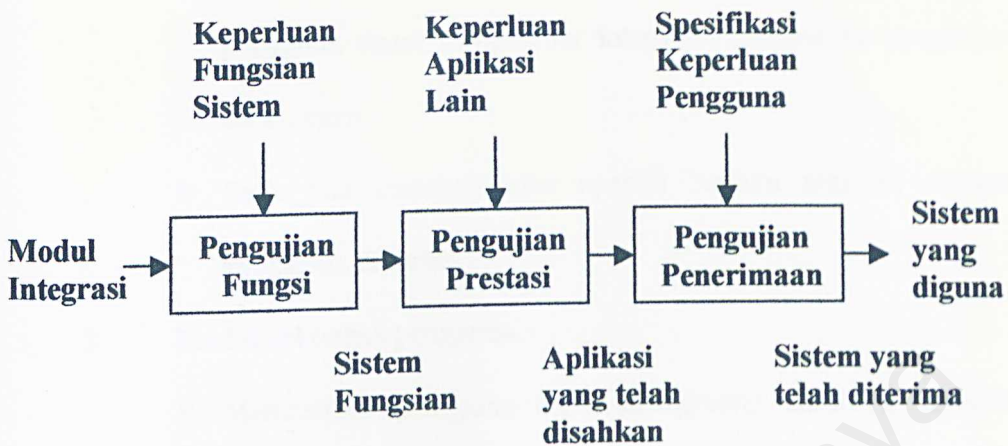 Keperluan
Fungsian
Sistem
Keperluan
Aplikasi
Lain
Spesifikasi
Keperluan
Pengguna
Modul
Integrasi
Pengujian
Fungsi
Pengujian
Prestasi
Pengujian
Penerimaan
Sistem
yang
diguna
Sistem
Fungsian
Aplikasi
yang telah
disahkan
Sistem yang
telah diterima